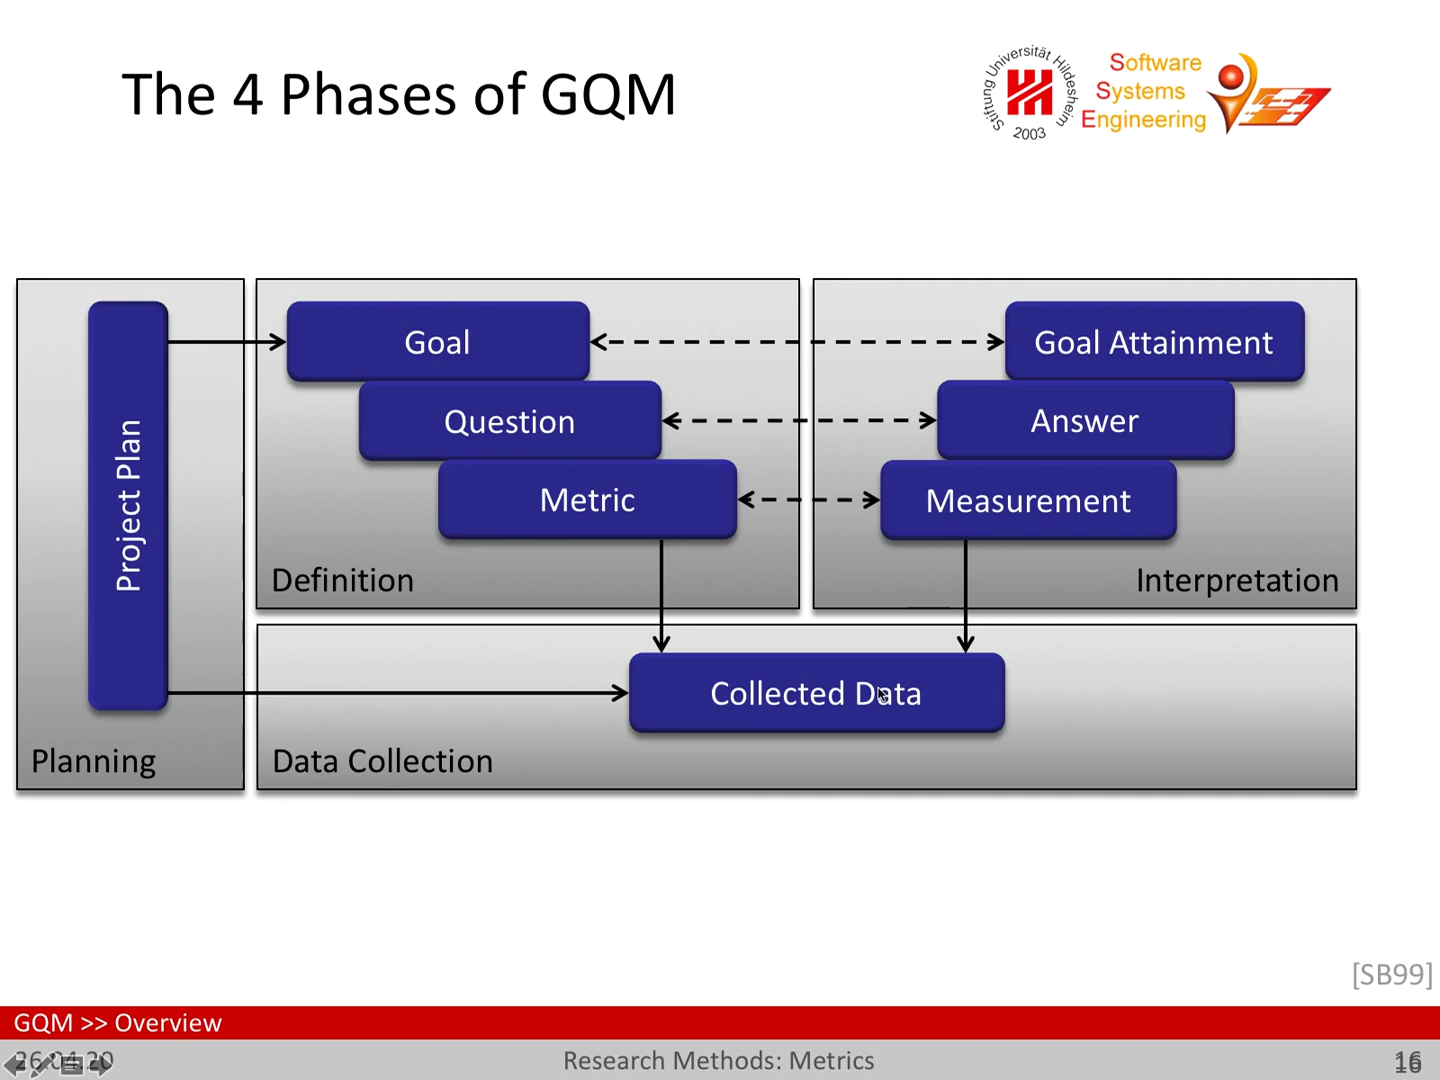 The 4 Phases of GQM
Stiftung Universität Hildesheim
2003
Software
Systems
Engineering
Project Plan
Goal
Goal Attainment
Question
Answer
Metric
Measurement
Definition
Interpretation
Collected Data
Planning
Data Collection
[SB99]
GQM >> Overview
26.04.20
Research Methods: Metrics
16